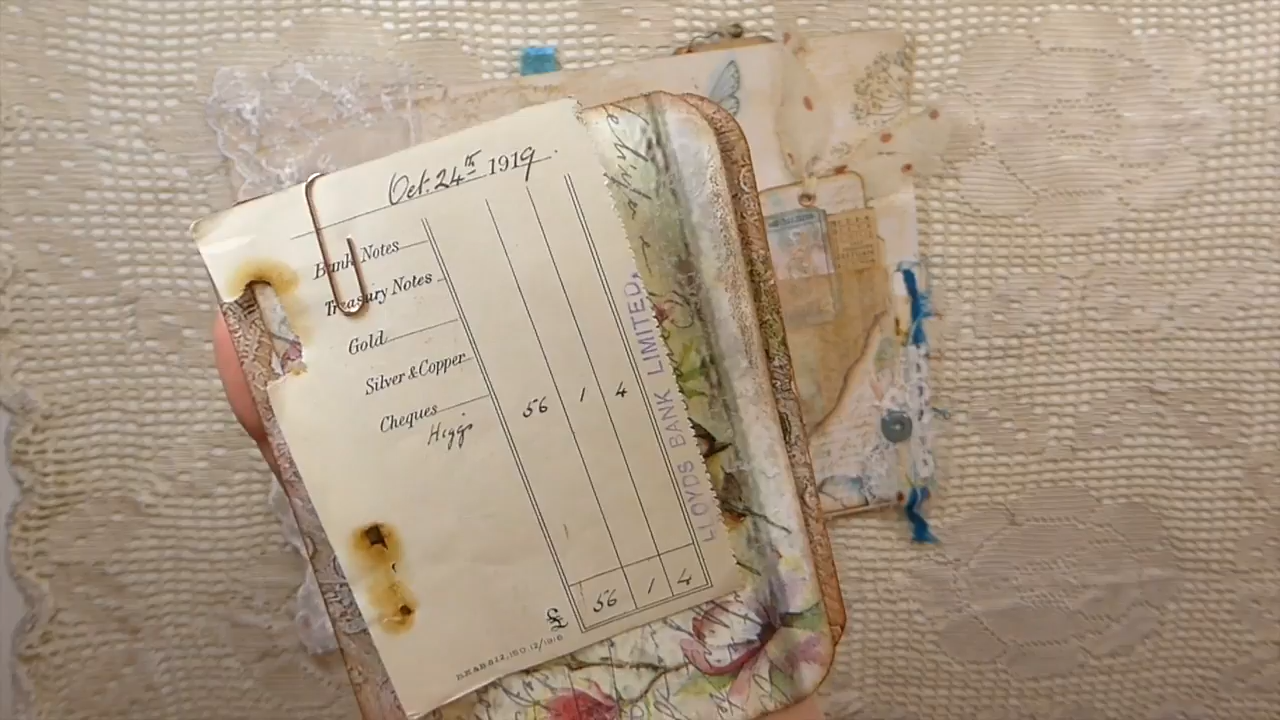 Oct. 24th 1919.
Bank Notes
Treasury Notes
Gold
Silver & Copper
Cheques
Higgs 56 1 4
£ 56 1 4
LLOYDS BANK LIMITED.